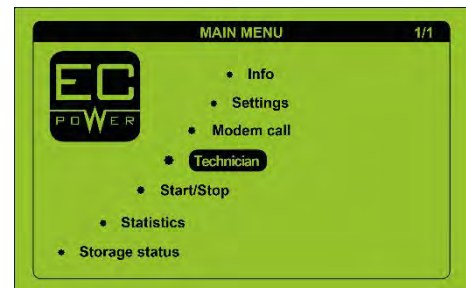 MAIN MENU 1/1
EC
POWER
Info
Settings
Modem call
Technician
Start/Stop
Statistics
Storage status